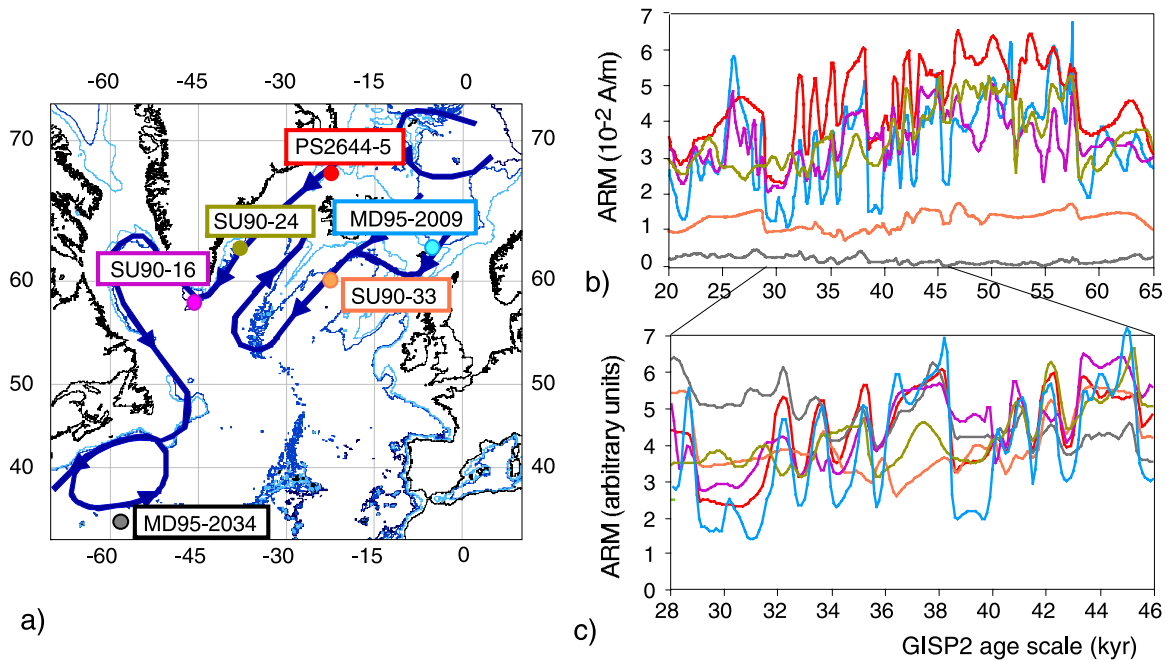 -60 -45 -30 -15 0
70 70
PS2644-5
SU90-24
MD95-2009
SU90-16
60 60
SU90-33
50 50
40 40
MD95-2034
-60 -45 -30 -15 0
a)
ARM (10-2 A/m)
7
6
5
4
3
2
1
0
20 25 30 35 40 45 50 55 60 65
b)
ARM (arbitrary units)
7
6
5
4
3
7
6
1
0
28 30 32 34 36 38 40 42 44 46
c)
GISP2 age scale (kyr)